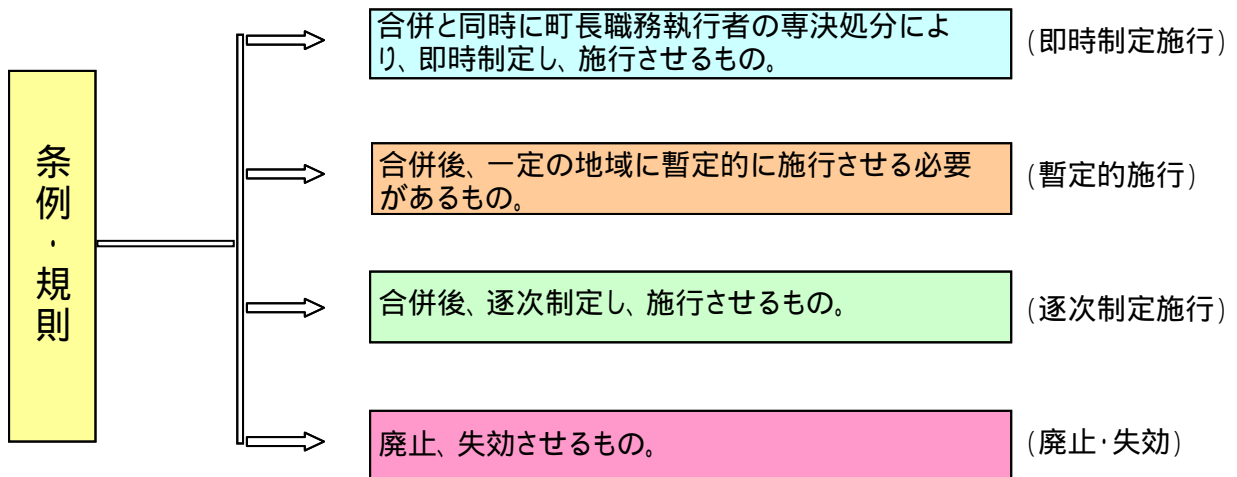 条例・規則
合併と同時に町長職務執行者の専決処分によ
り、即時制定し、施行させるもの。
(即時制定施行)
合併後、一定の地域に暫定的に施行させる必要
があるもの。
(暫定的施行)
合併後、逐次制定し、施行させるもの。
(逐次制定施行)
廃止、失効させるもの。
(廃止・失効)